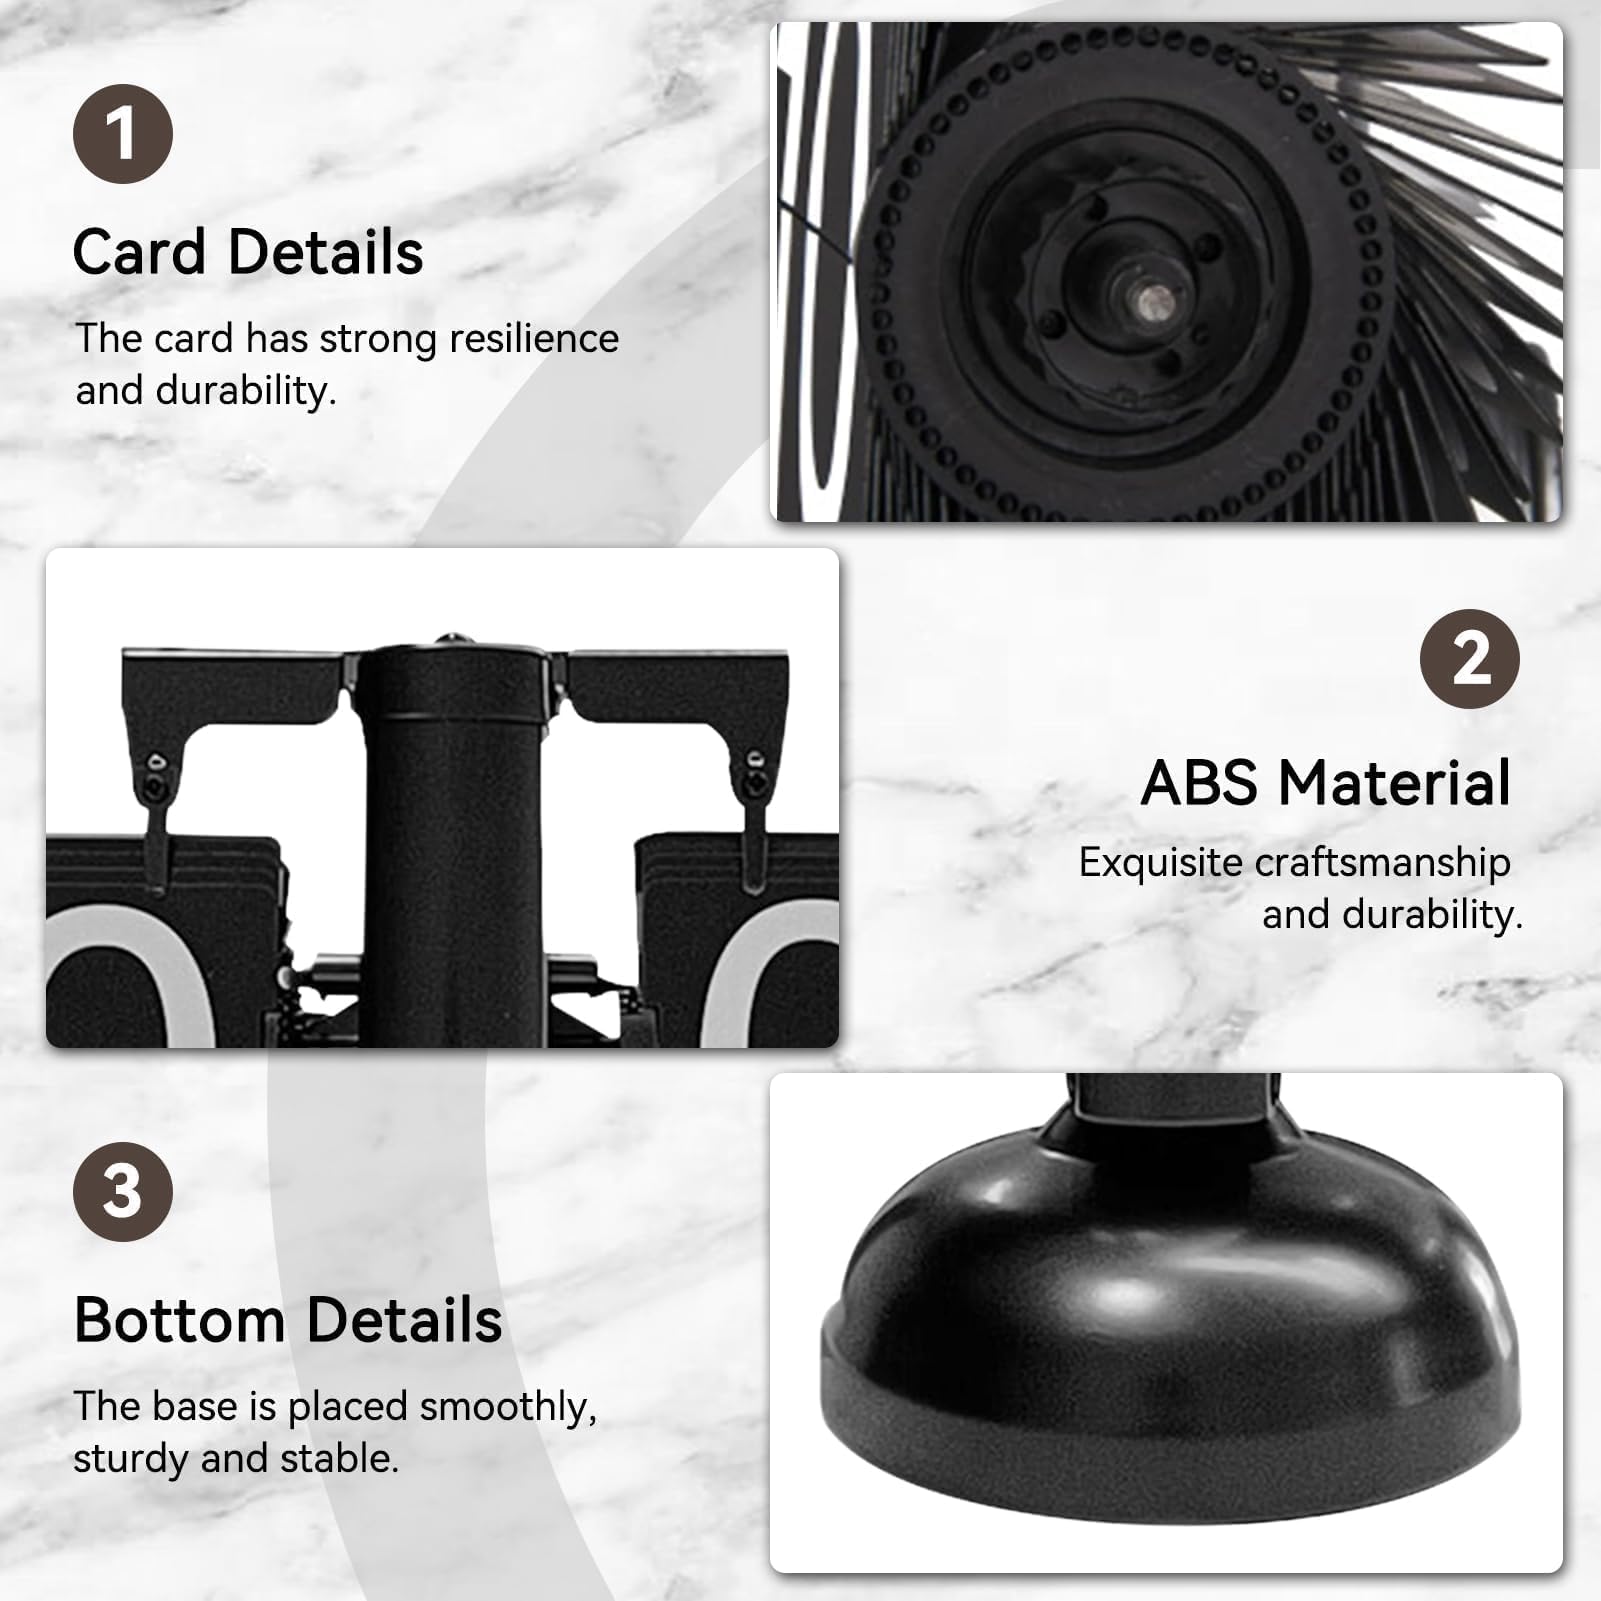 1
Card Details
The card has strong resilience
and durability.
2
ABS Material
Exquisite craftsmanship
and durability.
3
Bottom Details
The base is placed smoothly,
sturdy and stable.